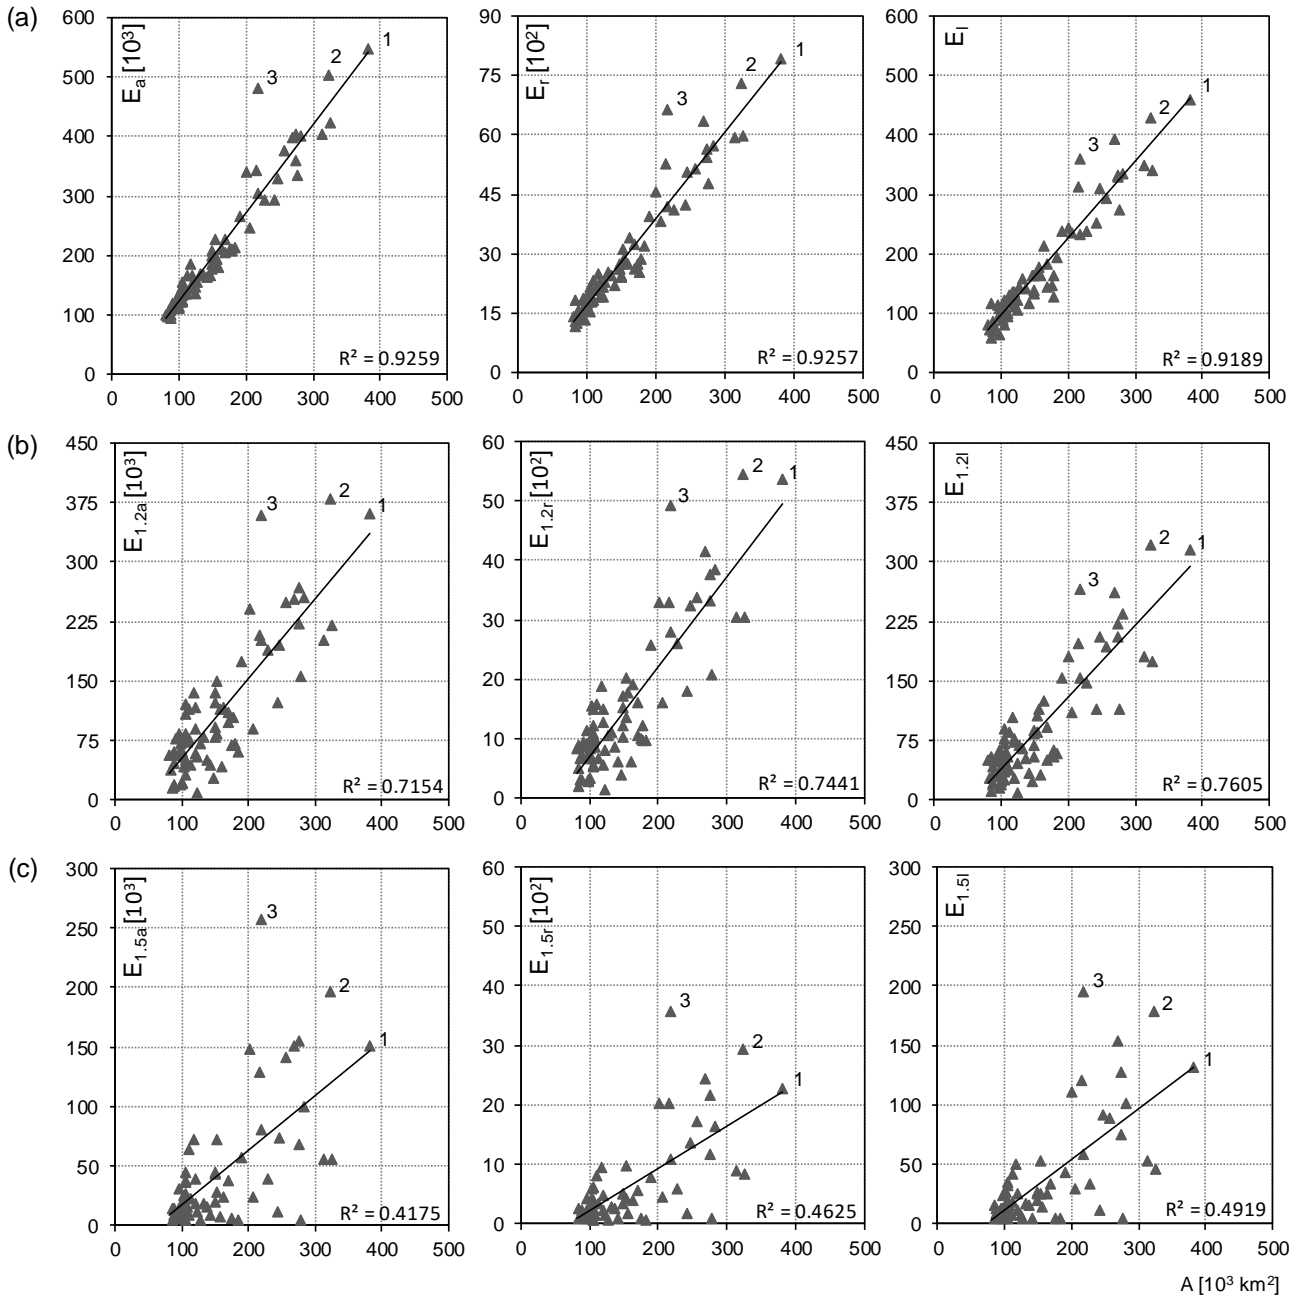 (a)
E_a [10³]
600
500
400
300
200
100
0
0 100 200 300 400 500
1
2
3
R² = 0.9259
E_r [10²]
90
75
60
45
30
15
0
0 100 200 300 400 500
1
2
3
R² = 0.9257
E_l
600
500
400
300
200
100
0
0 100 200 300 400 500
1
2
3
R² = 0.9189
(b)
E_1.2a [10³]
450
375
300
225
150
75
0
0 100 200 300 400 500
2
1
3
R² = 0.7154
E_1.2r [10²]
60
50
40
30
20
10
0
0 100 200 300 400 500
2
1
3
R² = 0.7441
E_1.2l
450
375
300
225
150
75
0
0 100 200 300 400 500
2
1
3
R² = 0.7605
(c)
E_1.5a [10³]
300
250
200
150
100
50
0
0 100 200 300 400 500
3
2
1
R² = 0.4175
E_1.5r [10²]
60
50
40
30
20
10
0
0 100 200 300 400 500
3
2
1
R² = 0.4625
E_1.5l
300
250
200
150
100
50
0
0 100 200 300 400 500
3
2
1
R² = 0.4919
A [10³ km²]